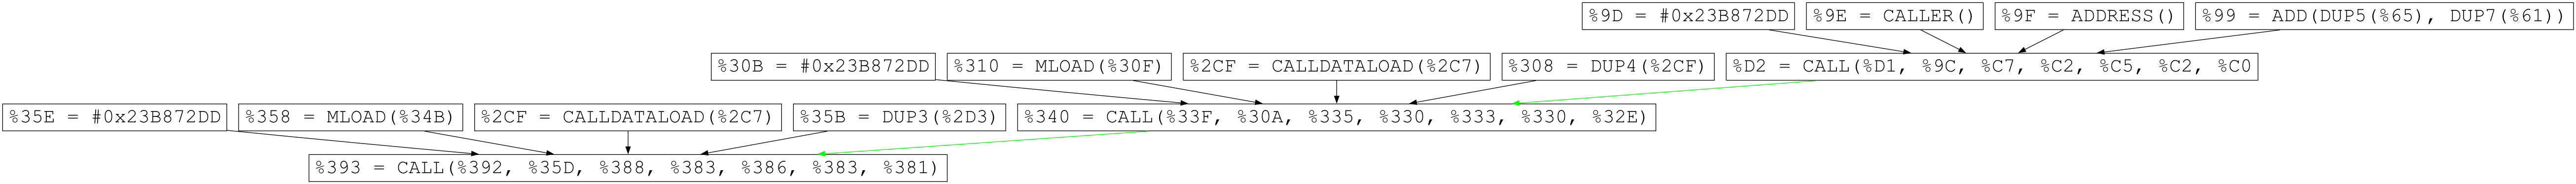 %9D = #0x23B872DD
%9E = CALLER()
%9F = ADDRESS()
%99 = ADD(DUP5(%65), DUP7(%61))
%30B = #0x23B872DD
%310 = MLOAD(%30F)
%2CF = CALLDATALOAD(%2C7)
%308 = DUP4(%2CF)
%D2 = CALL(%D1, %9C, %C7, %C2, %C5, %C2, %C0
%35E = #0x23B872DD
%358 = MLOAD(%34B)
%2CF = CALLDATALOAD(%2C7)
%35B = DUP3(%2D3)
%340 = CALL(%33F, %30A, %335, %330, %333, %330, %32E)
%393 = CALL(%392, %35D, %388, %383, %386, %383, %381)